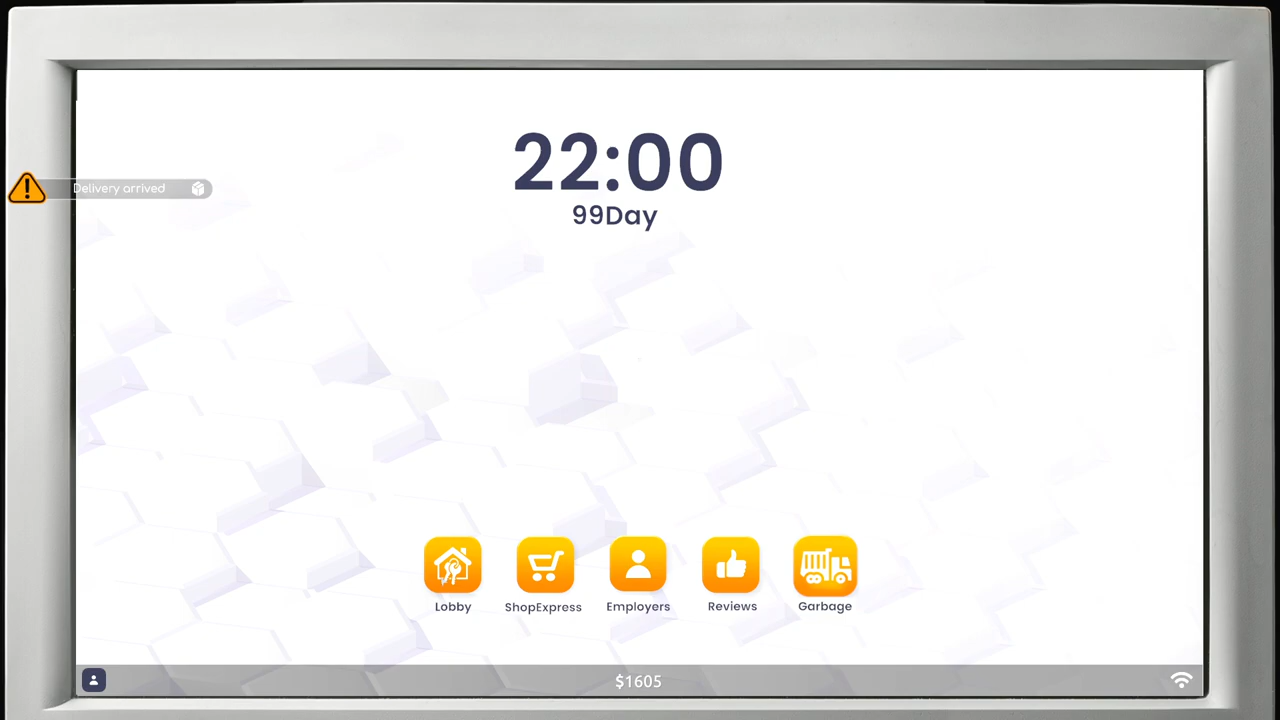 22:00
99Day
Delivery arrived
Lobby
ShopExpress
Employers
Reviews
Garbage
$1605